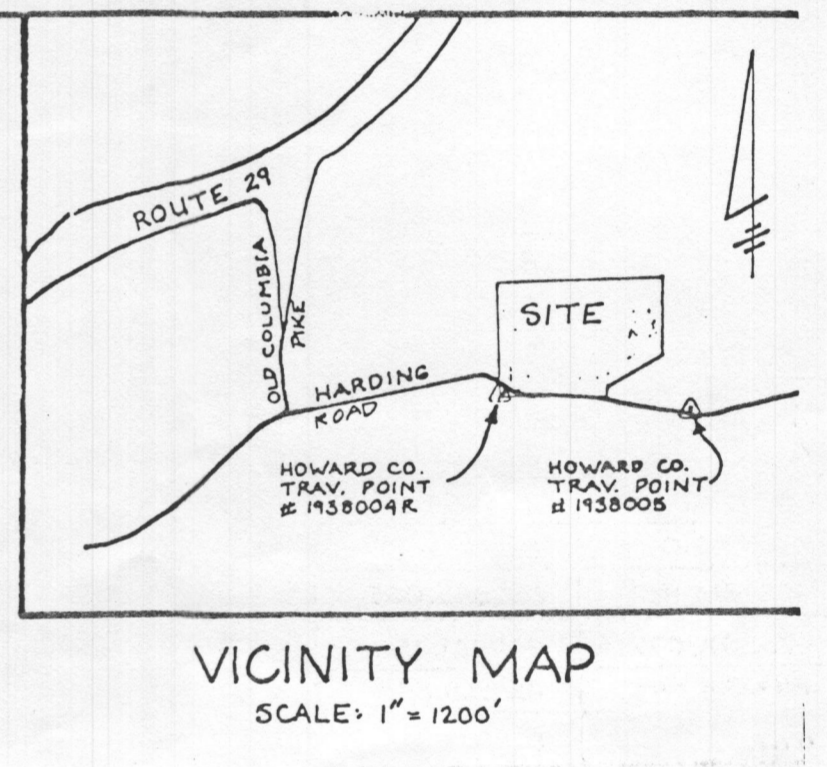 ROUTE 29
OLD COLUMBIA
PIKE
SITE
HARDING
ROAD
HOWARD CO.
TRAV. POINT
# 1938004R
HOWARD CO.
TRAV. POINT
# 1938005
VICINITY MAP
SCALE: 1" = 1200'